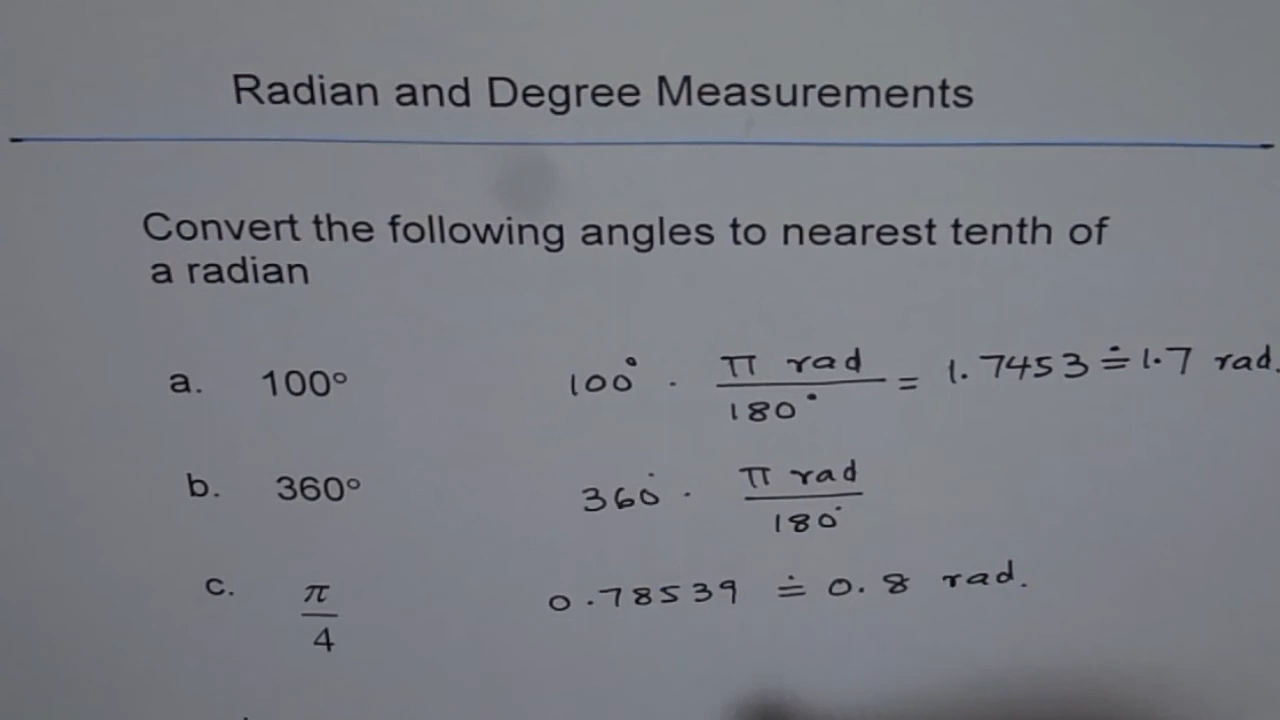 Radian and Degree Measurements
Convert the following angles to nearest tenth of
a radian
a. 100° 100° · π rad / 180° = 1.7453 ≐ 1.7 rad.
b. 360° 360° · π rad / 180°
c. π / 4 0.78539 ≐ 0.8 rad.